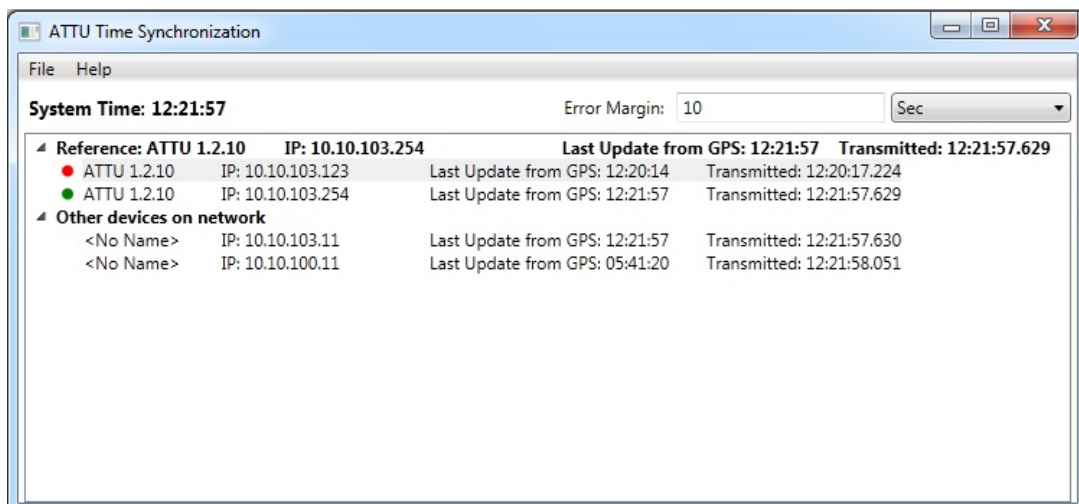 ATTU Time Synchronization
File Help
System Time: 12:21:57 Error Margin: 10 Sec
Reference: ATTU 1.2.10 IP: 10.10.103.254 Last Update from GPS: 12:21:57 Transmitted: 12:21:57.629
ATTU 1.2.10 IP: 10.10.103.123 Last Update from GPS: 12:20:14 Transmitted: 12:20:17.224
ATTU 1.2.10 IP: 10.10.103.254 Last Update from GPS: 12:21:57 Transmitted: 12:21:57.629
Other devices on network
<No Name> IP: 10.10.103.11 Last Update from GPS: 12:21:57 Transmitted: 12:21:57.630
<No Name> IP: 10.10.100.11 Last Update from GPS: 05:41:20 Transmitted: 12:21:58.051